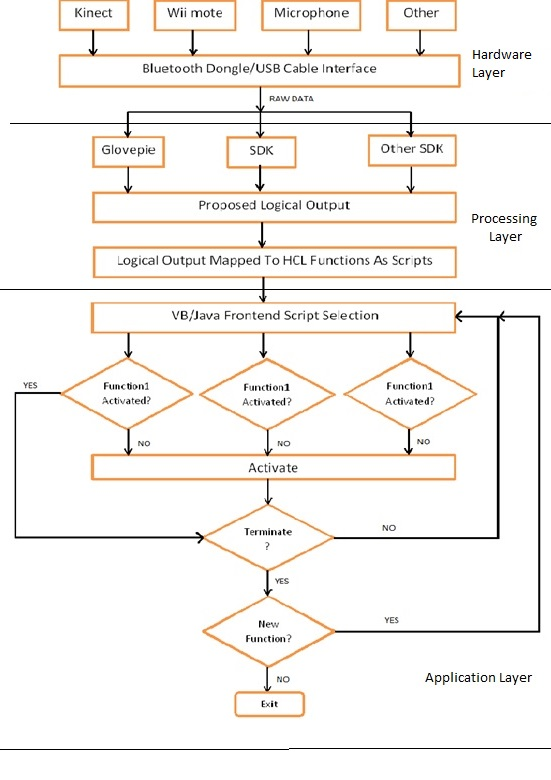 Kinect
Wii mote
Microphone
Other
Hardware
Layer
Bluetooth Dongle/USB Cable Interface
RAW DATA
Glovepie
SDK
Other SDK
Proposed Logical Output
Processing
Layer
Logical Output Mapped To HCL Functions As Scripts
VB/Java Frontend Script Selection
YES
Function1
Activated?
Function1
Activated?
Function1
Activated?
NO
NO
NO
Activate
Terminate
?
NO
YES
New
Function?
YES
NO
Application Layer
Exit